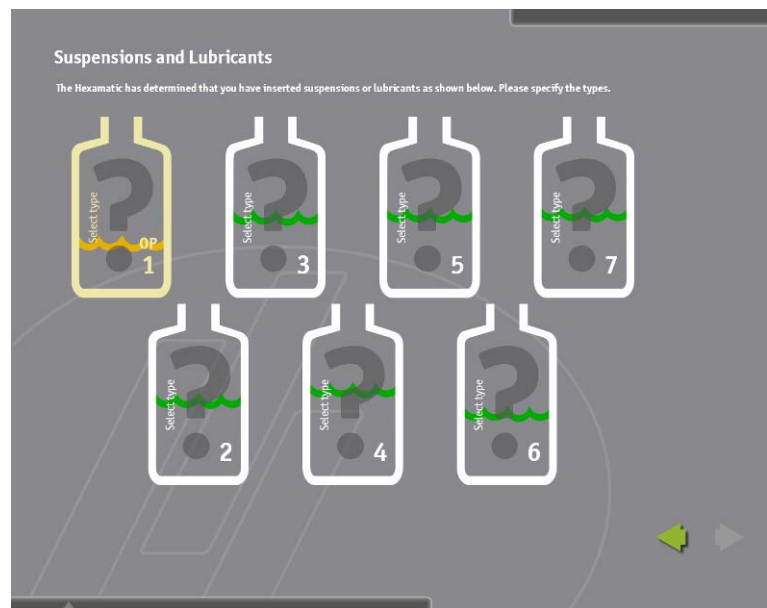 Suspensions and Lubricants
The Hexamatic has determined that you have inserted suspensions or lubricants as shown below. Please specify the types.
? Select type OP 1
? Select type 3
? Select type 5
? Select type 7
? Select type 2
? Select type 4
? Select type 6